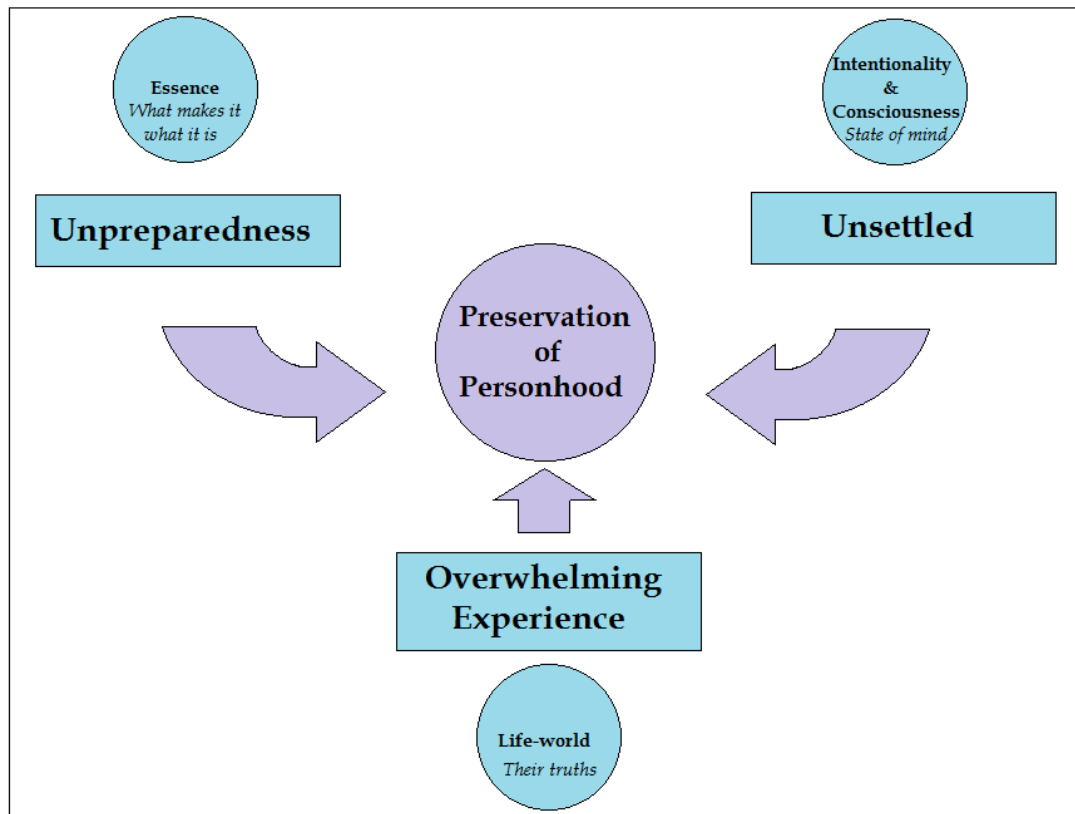 Essence
What makes it
what it is
Intentionality
&
Consciousness
State of mind
Unpreparedness
Unsettled
Preservation
of
Personhood
Overwhelming
Experience
Life-world
Their truths